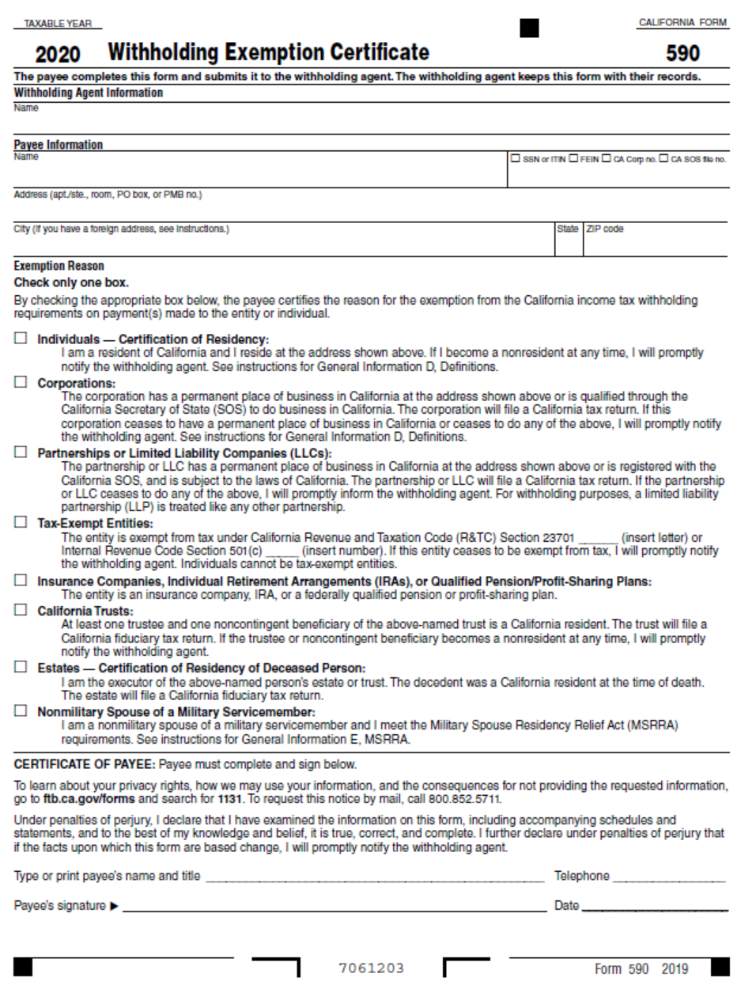 TAXABLE YEAR
CALIFORNIA FORM
2020 Withholding Exemption Certificate 590
The payee completes this form and submits it to the withholding agent. The withholding agent keeps this form with their records.
Withholding Agent Information
Name
Payee Information
Name
☐ SSN or ITIN ☐ FEIN ☐ CA Corp no. ☐ CA SOS file no.
Address (apt./ste., room, PO box, or PMB no.)
City (If you have a foreign address, see Instructions.)
State
ZIP code
Exemption Reason
Check only one box.
By checking the appropriate box below, the payee certifies the reason for the exemption from the California income tax withholding
requirements on payment(s) made to the entity or individual.
☐ Individuals — Certification of Residency:
I am a resident of California and I reside at the address shown above. If I become a nonresident at any time, I will promptly
notify the withholding agent. See instructions for General Information D, Definitions.
☐ Corporations:
The corporation has a permanent place of business in California at the address shown above or is qualified through the
California Secretary of State (SOS) to do business in California. The corporation will file a California tax return. If this
corporation ceases to have a permanent place of business in California or ceases to do any of the above, I will promptly notify
the withholding agent. See instructions for General Information D, Definitions.
☐ Partnerships or Limited Liability Companies (LLCs):
The partnership or LLC has a permanent place of business in California at the address shown above or is registered with the
California SOS, and is subject to the laws of California. The partnership or LLC will file a California tax return. If the partnership
or LLC ceases to do any of the above, I will promptly inform the withholding agent. For withholding purposes, a limited liability
partnership (LLP) is treated like any other partnership.
☐ Tax-Exempt Entities:
The entity is exempt from tax under California Revenue and Taxation Code (R&TC) Section 23701 ______ (insert letter) or
Internal Revenue Code Section 501(c) _____ (insert number). If this entity ceases to be exempt from tax, I will promptly notify
the withholding agent. Individuals cannot be tax-exempt entities.
☐ Insurance Companies, Individual Retirement Arrangements (IRAs), or Qualified Pension/Profit-Sharing Plans:
The entity is an insurance company, IRA, or a federally qualified pension or profit-sharing plan.
☐ California Trusts:
At least one trustee and one noncontingent beneficiary of the above-named trust is a California resident. The trust will file a
California fiduciary tax return. If the trustee or noncontingent beneficiary becomes a nonresident at any time, I will promptly
notify the withholding agent.
☐ Estates — Certification of Residency of Deceased Person:
I am the executor of the above-named person's estate or trust. The decedent was a California resident at the time of death.
The estate will file a California fiduciary tax return.
☐ Nonmilitary Spouse of a Military Servicemember:
I am a nonmilitary spouse of a military servicemember and I meet the Military Spouse Residency Relief Act (MSRRA)
requirements. See instructions for General Information E, MSRRA.
CERTIFICATE OF PAYEE: Payee must complete and sign below.
To learn about your privacy rights, how we may use your information, and the consequences for not providing the requested information,
go to ftb.ca.gov/forms and search for 1131. To request this notice by mail, call 800.852.5711.
Under penalties of perjury, I declare that I have examined the information on this form, including accompanying schedules and
statements, and to the best of my knowledge and belief, it is true, correct, and complete. I further declare under penalties of perjury that
if the facts upon which this form are based change, I will promptly notify the withholding agent.
Type or print payee's name and title ______ Telephone ______
Payee's signature ▶ ______ Date ______
7061203
Form 590 2019